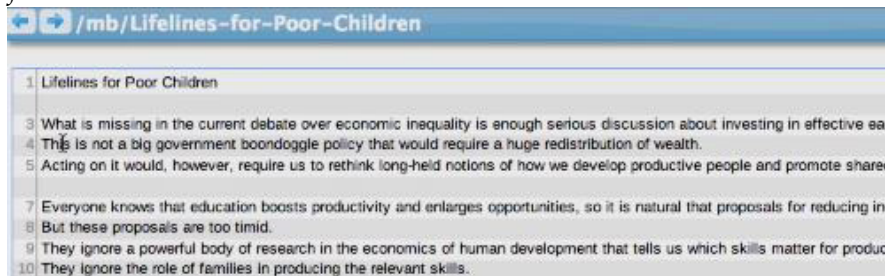 /mb/Lifelines-for-Poor-Children
1 Lifelines for Poor Children
3 What is missing in the current debate over economic inequality is enough serious discussion about investing in effective ea
4 This is not a big government boondoggle policy that would require a huge redistribution of wealth.
5 Acting on it would, however, require us to rethink long-held notions of how we develop productive people and promote share
7 Everyone knows that education boosts productivity and enlarges opportunities, so it is natural that proposals for reducing in
8 But these proposals are too timid.
9 They ignore a powerful body of research in the economics of human development that tells us which skills matter for produc
10 They ignore the role of families in producing the relevant skills.